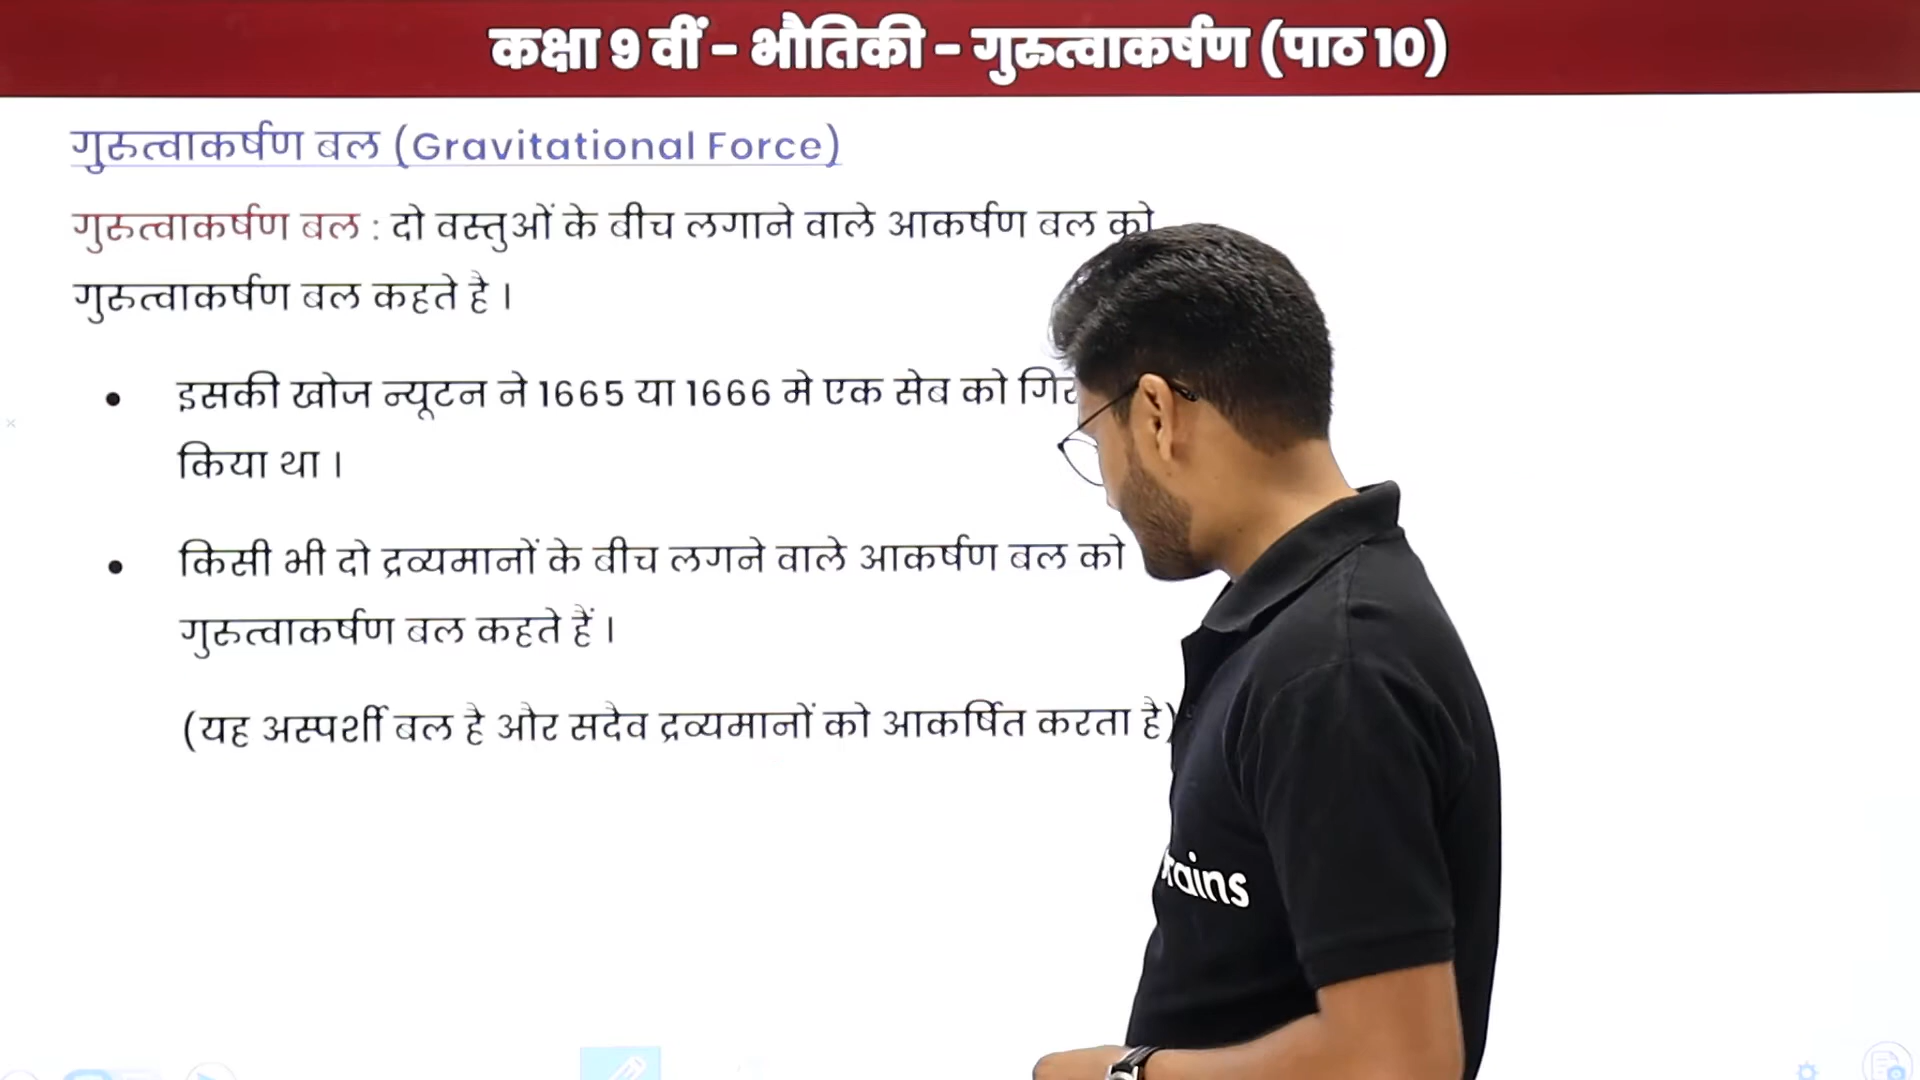 कक्षा 9 वीं - भौतिकी - गुरुत्वाकर्षण (पाठ 10)
गुरुत्वाकर्षण बल (Gravitational Force)
गुरुत्वाकर्षण बल : दो वस्तुओं के बीच लगाने वाले आकर्षण बल को
गुरुत्वाकर्षण बल कहते है ।
• इसकी खोज न्यूटन ने 1665 या 1666 मे एक सेब को
किया था ।
• किसी भी दो द्रव्यमानों के बीच लगने वाले आकर्षण बल को
गुरुत्वाकर्षण बल कहते हैं ।
(यह अस्पर्शी बल है और सदैव द्रव्यमानों को आकर्षित करता है)